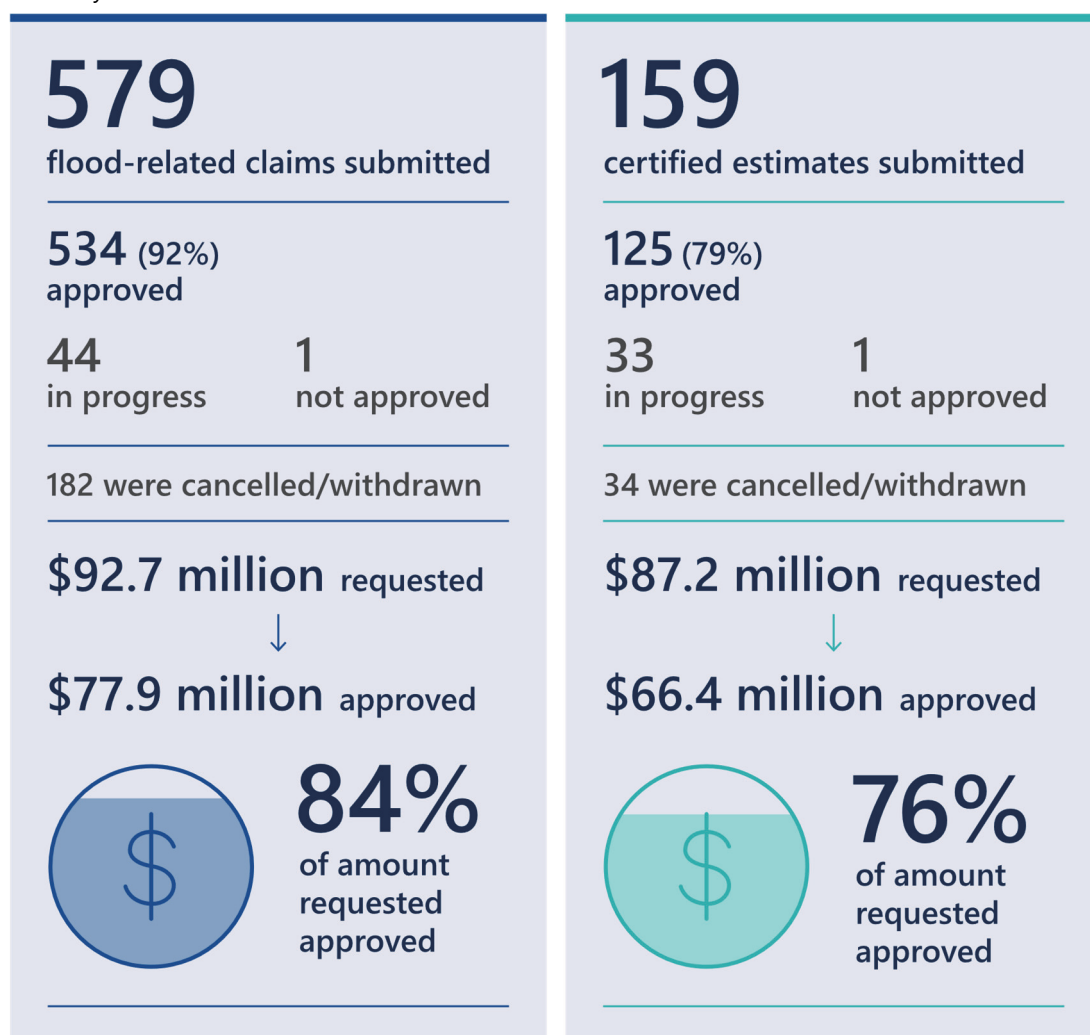 579
flood-related claims submitted
534 (92%)
approved
44
in progress
1
not approved
182 were cancelled/withdrawn
$92.7 million requested
↓
$77.9 million approved
$
84%
of amount
requested
approved
159
certified estimates submitted
125 (79%)
approved
33
in progress
1
not approved
34 were cancelled/withdrawn
$87.2 million requested
↓
$66.4 million approved
$
76%
of amount
requested
approved